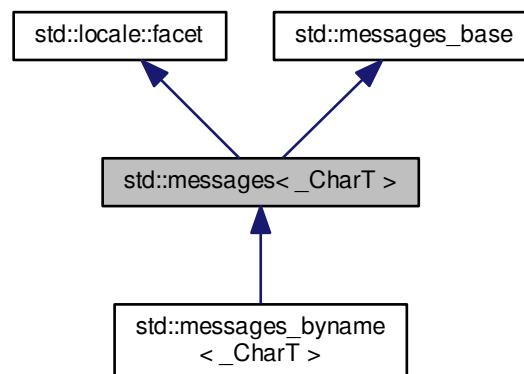 std::locale::facet
std::messages_base
std::messages< _CharT >
std::messages_byname
< _CharT >